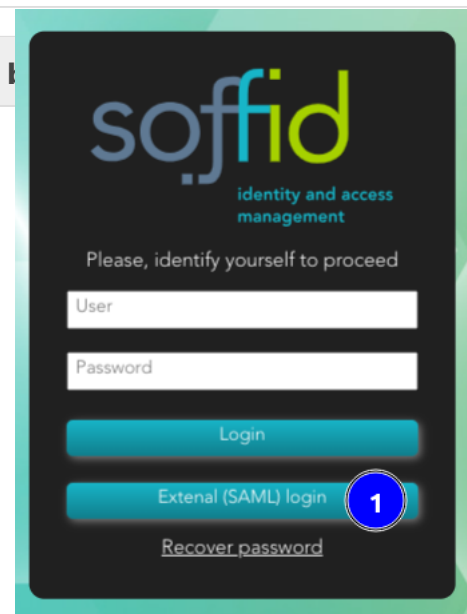 soffid
identity and access
management
Please, identify yourself to proceed
User
Password
Login
Extenal (SAML) login
1
Recover password